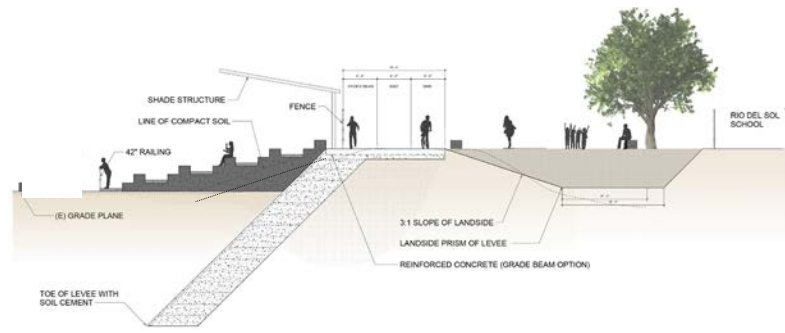 SHADE STRUCTURE
LINE OF COMPACT SOIL
42" RAILING
FENCE
RIO DEL SOL
SCHOOL
(E) GRADE PLANE
3:1 SLOPE OF LANDSIDE
LANDSIDE PRISM OF LEVEE
REINFORCED CONCRETE (GRADE BEAM OPTION)
TOE OF LEVEE WITH
SOIL CEMENT